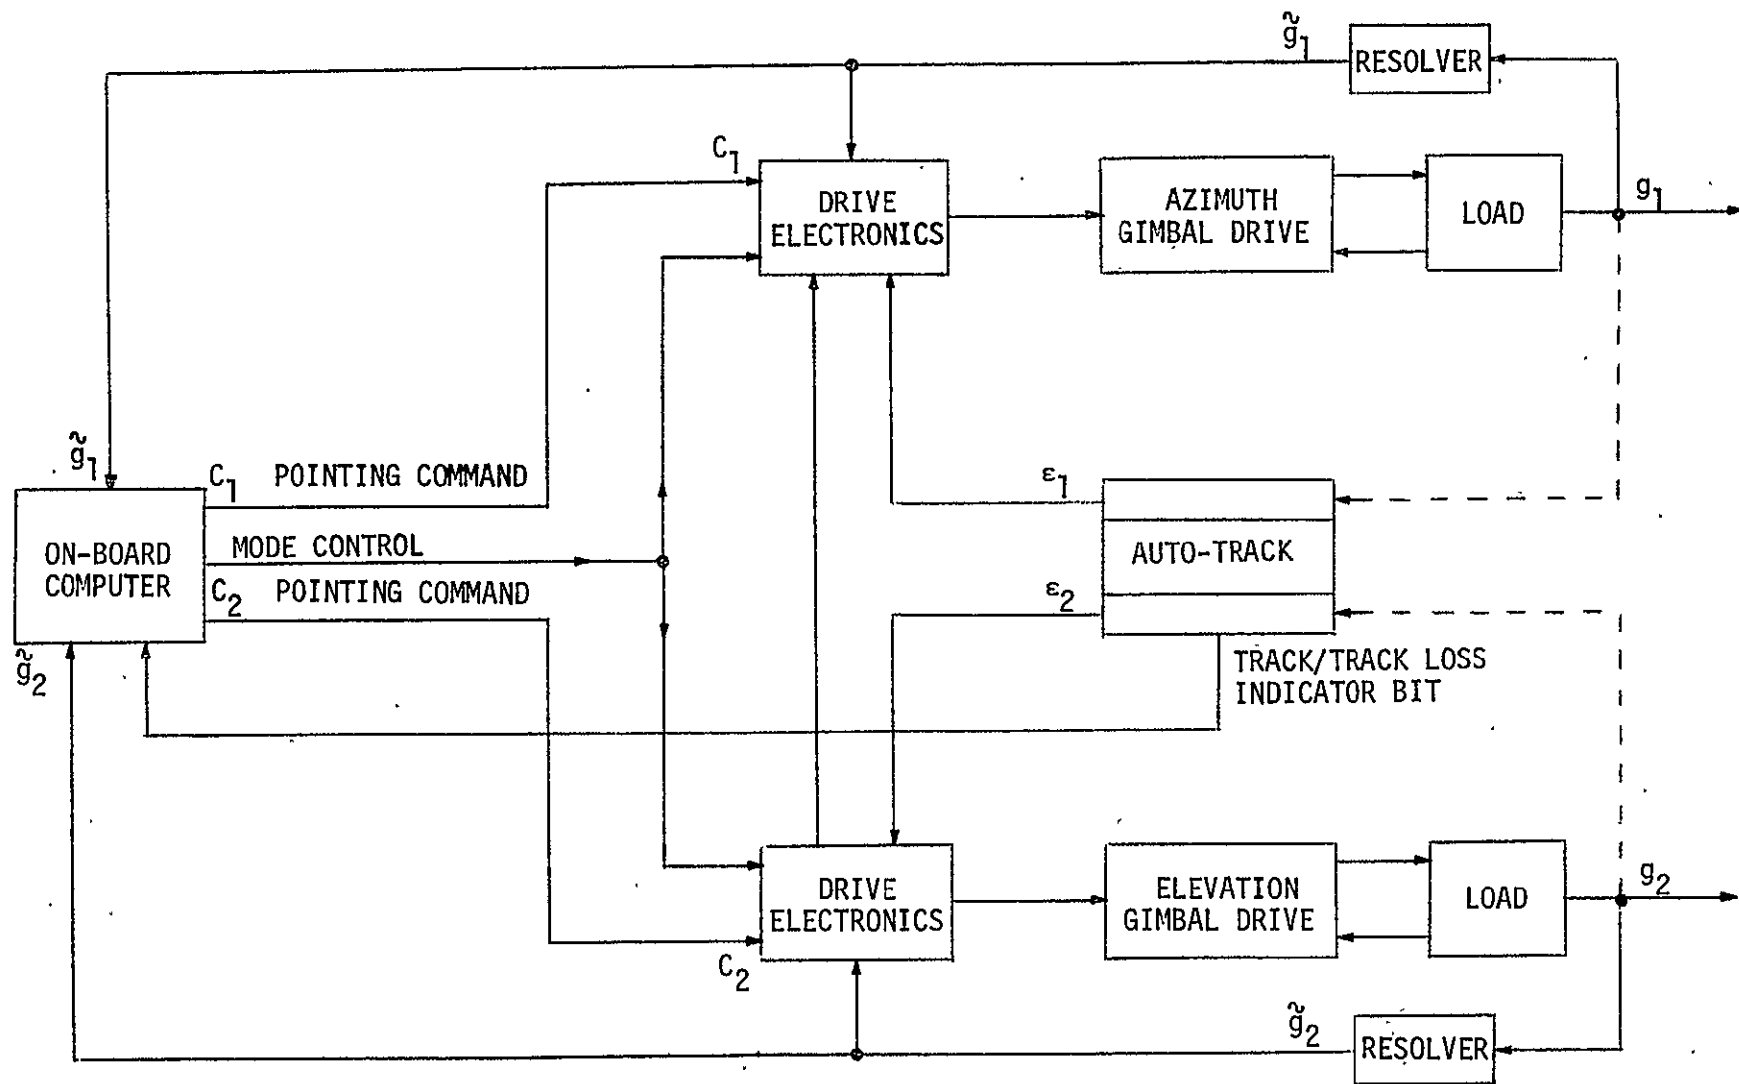 g̃₁
RESOLVER
C₁
DRIVE
ELECTRONICS
AZIMUTH
GIMBAL DRIVE
LOAD
g₁
g̃₁
C₁ POINTING COMMAND
ε₁
ON-BOARD
COMPUTER
MODE CONTROL
AUTO-TRACK
C₂ POINTING COMMAND
ε₂
g̃₂
TRACK/TRACK LOSS
INDICATOR BIT
DRIVE
ELECTRONICS
ELEVATION
GIMBAL DRIVE
LOAD
g₂
C₂
g̃₂
RESOLVER